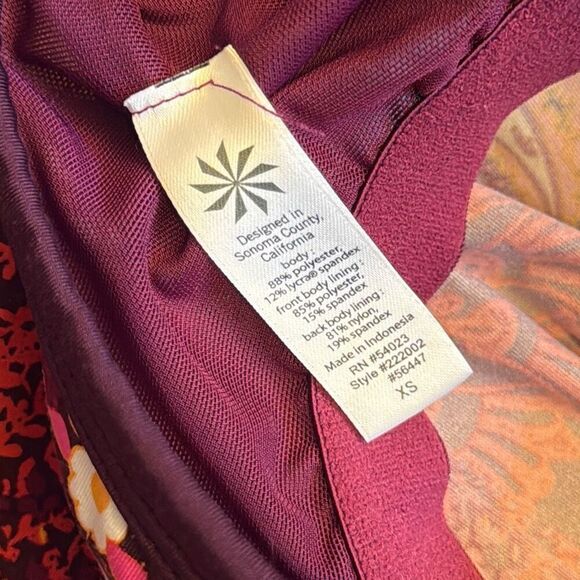 Designed in
Sonoma County,
California
body :
88% polyester,
12% lycra® spandex
front body lining :
85% polyester,
15% spandex
back body lining :
81% nylon,
19% spandex
Made in Indonesia
RN #54023
Style #222002
#56447
XS